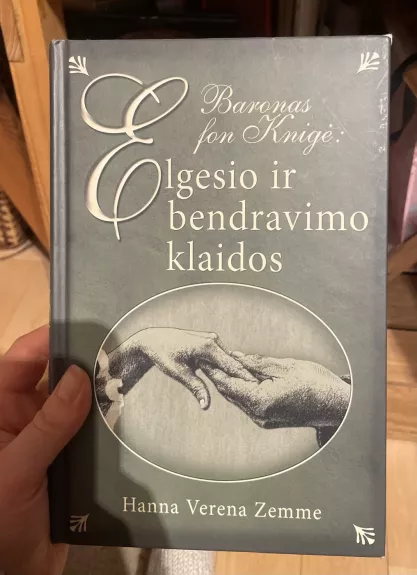 Baronas
fon Knigė:
Elgesio ir
bendravimo
klaidos
Hanna Verena Zemme